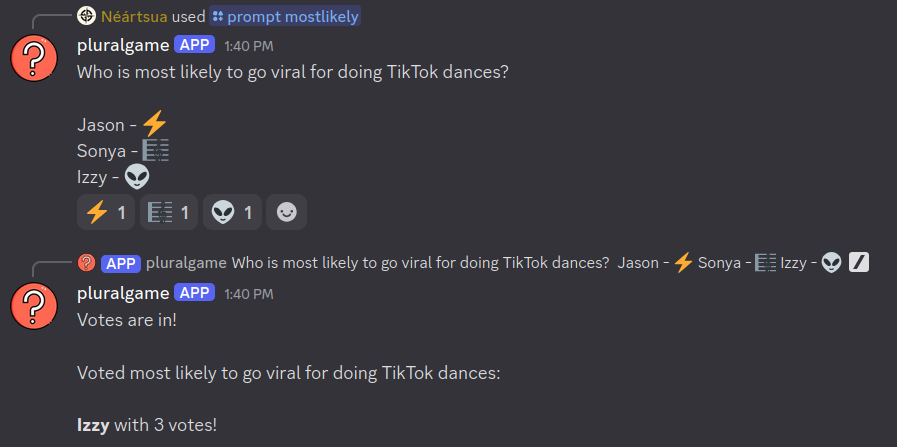 Néártsua used prompt mostlikely
pluralgame APP 1:40 PM
Who is most likely to go viral for doing TikTok dances?
Jason - ⚡
Sonya -
Izzy - 👽
⚡ 1 1 👽 1
APP pluralgame Who is most likely to go viral for doing TikTok dances? Jason - ⚡ Sonya - Izzy - 👽
pluralgame APP 1:40 PM
Votes are in!
Voted most likely to go viral for doing TikTok dances:
Izzy with 3 votes!